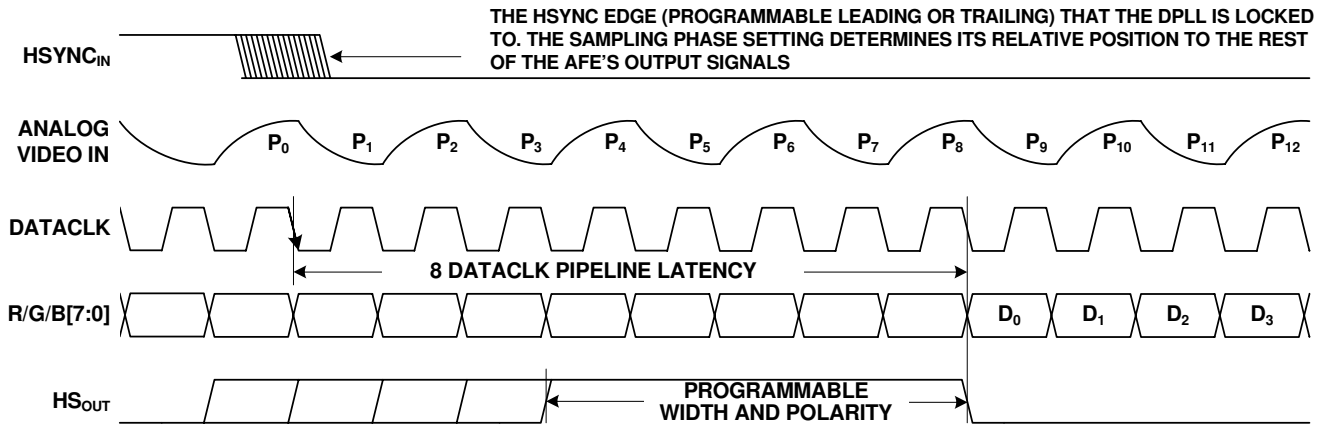 THE HSYNC EDGE (PROGRAMMABLE LEADING OR TRAILING) THAT THE DPLL IS LOCKED
TO. THE SAMPLING PHASE SETTING DETERMINES ITS RELATIVE POSITION TO THE REST
OF THE AFE'S OUTPUT SIGNALS
HSYNCIN
ANALOG
VIDEO IN
P0 P1 P2 P3 P4 P5 P6 P7 P8 P9 P10 P11 P12
DATACLK
8 DATACLK PIPELINE LATENCY
R/G/B[7:0]
D0 D1 D2 D3
HSOUT
PROGRAMMABLE
WIDTH AND POLARITY